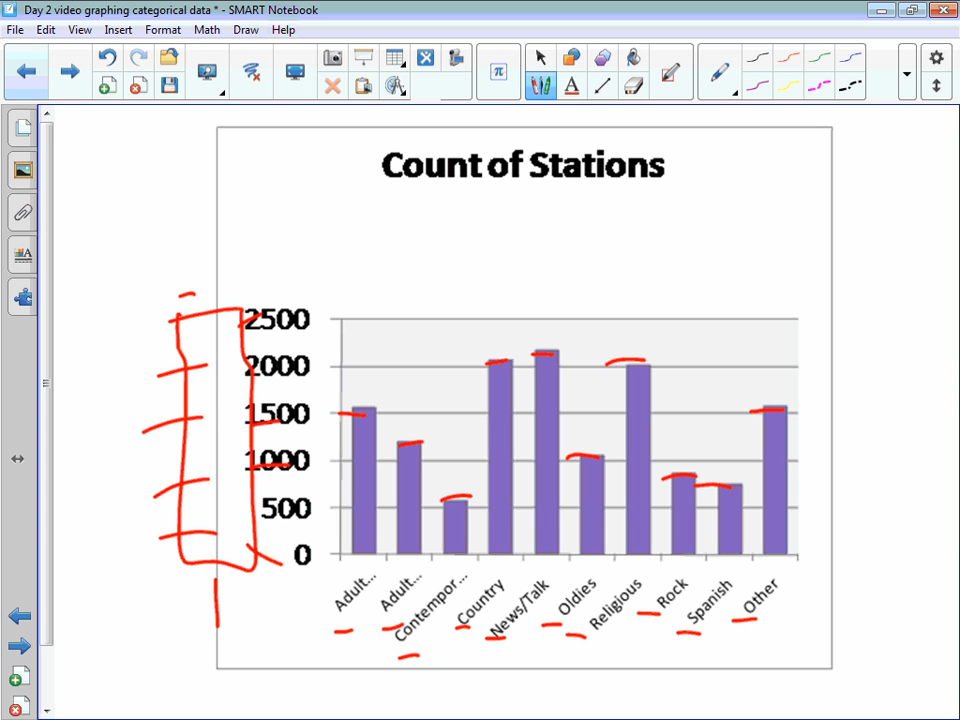 Day 2 video graphing categorical data * - SMART Notebook
File Edit View Insert Format Math Draw Help
π
A
Count of Stations
2500
2000
1500
1000
500
0
Adult...
Adult...
Contempor...
Country
News/Talk
Oldies
Religious
Rock
Spanish
Other